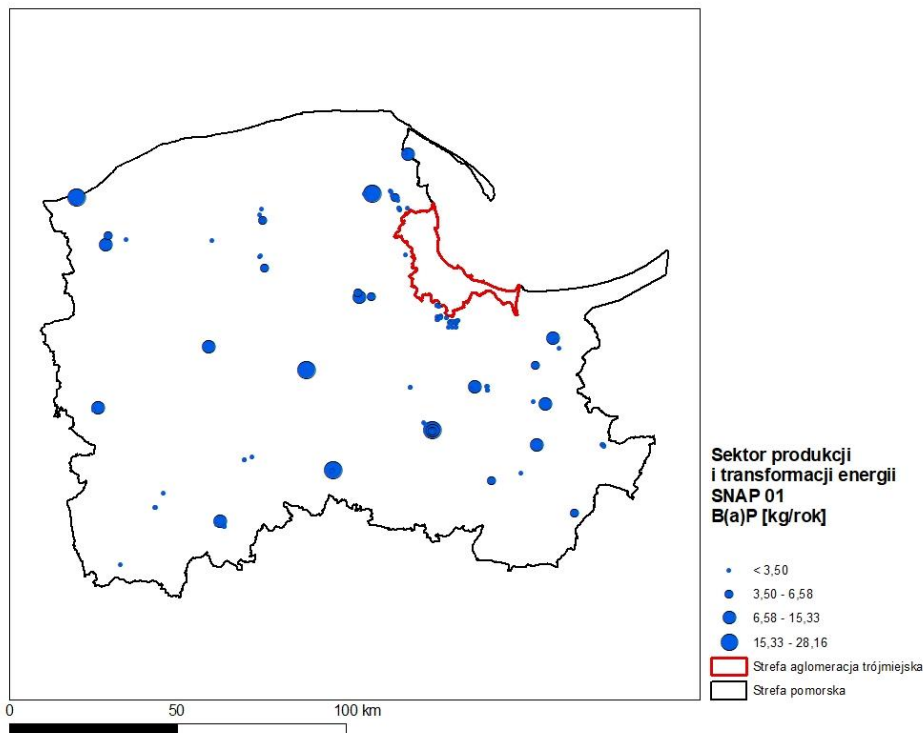 Sektor produkcji
i transformacji energii
SNAP 01
B(a)P [kg/rok]
< 3,50
3,50 - 6,58
6,58 - 15,33
15,33 - 28,16
Strefa aglomeracja trójmiejska
Strefa pomorska
0 50 100 km